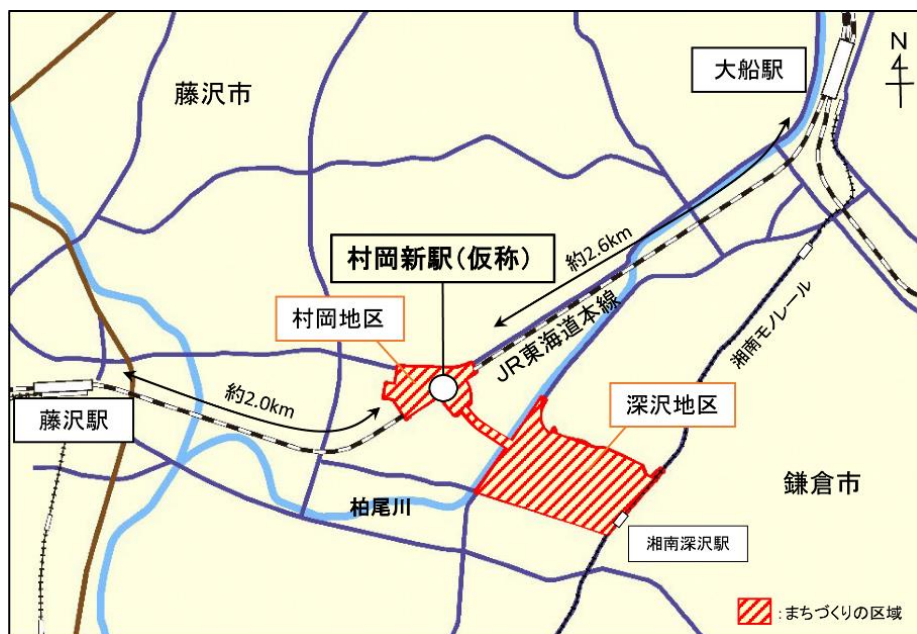 N
大船駅
藤沢市
約2.6km
村岡新駅(仮称)
村岡地区
JR東海道本線
湘南モノレール
約2.0km
藤沢駅
深沢地区
鎌倉市
柏尾川
湘南深沢駅
:まちづくりの区域